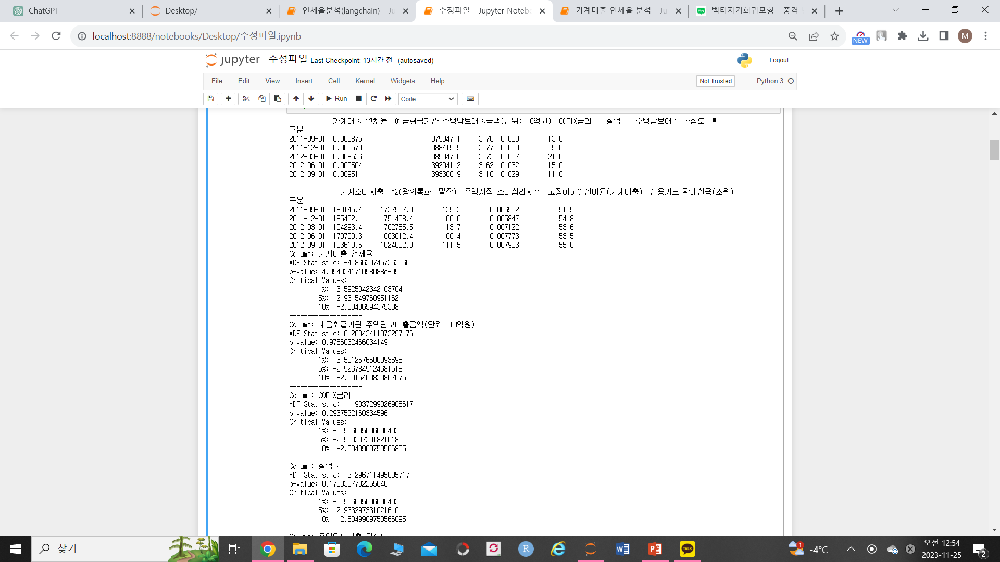 ChatGPT
Desktop/
연체율분석(langchain) - Ju
수정파일 - Jupyter Notebo
가계대출 연체율 분석 - Ju
벡터자기회귀모형 - 충격-
localhost:8888/notebooks/Desktop/수정파일.ipynb
NEW
M
jupyter 수정파일 Last Checkpoint: 13시간 전 (autosaved)
Logout
File Edit View Insert Cell Kernel Widgets Help
Not Trusted Python 3
Run Code
가계대출 연체율 예금취급기관 주택담보대출금액(단위: 10억원) COFIX금리 실업률 주택담보대출 관심도 ₩
구분
2011-09-01 0.006875 379947.1 3.70 0.030 13.0
2011-12-01 0.006573 388415.9 3.77 0.030 9.0
2012-03-01 0.008536 389347.6 3.72 0.037 21.0
2012-06-01 0.008504 392841.2 3.62 0.032 15.0
2012-09-01 0.009511 393380.9 3.18 0.029 11.0
가계소비지출 M2(광의통화, 말잔) 주택시장 소비심리지수 고정이하여신비율(가계대출) 신용카드 판매신용(조원)
구분
2011-09-01 180145.4 1727997.3 129.2 0.006552 51.5
2011-12-01 185432.1 1751458.4 106.6 0.005847 54.8
2012-03-01 184293.4 1782765.5 113.7 0.007122 53.6
2012-06-01 178780.3 1803812.4 100.4 0.007773 53.5
2012-09-01 183618.5 1824002.8 111.5 0.007983 55.0
Column: 가계대출 연체율
ADF Statistic: -4.866297457363066
p-value: 4.054334171058088e-05
Critical Values:
1%: -3.5925042342183704
5%: -2.931549768951162
10%: -2.60406594375338
--------------------
Column: 예금취급기관 주택담보대출금액(단위: 10억원)
ADF Statistic: 0.26343411972297176
p-value: 0.9756032466834149
Critical Values:
1%: -3.5812576580093696
5%: -2.9267849124681518
10%: -2.6015409829867675
--------------------
Column: COFIX금리
ADF Statistic: -1.9837299026905617
p-value: 0.2937522168334596
Critical Values:
1%: -3.596635636000432
5%: -2.933297331821618
10%: -2.6049909750566895
--------------------
Column: 실업률
ADF Statistic: -2.296711495885717
p-value: 0.1730307732255646
Critical Values:
1%: -3.596635636000432
5%: -2.933297331821618
10%: -2.6049909750566895
--------------------
Column: 주택담보대출 관심도
찾기
R
TALK
1
-4°C
오전 12:54
2023-11-25
2